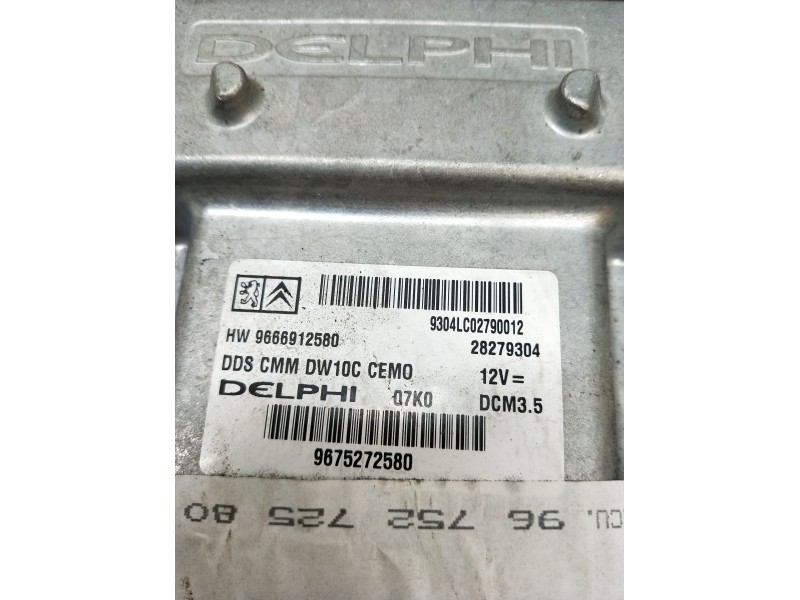 DELPHI
9304LC02790012
HW 9666912580 28279304
DDS CMM DW10C CEMO 12V=
DELPHI Q7K0 DCM3.5
9675272580
CU. 96 752 725 80